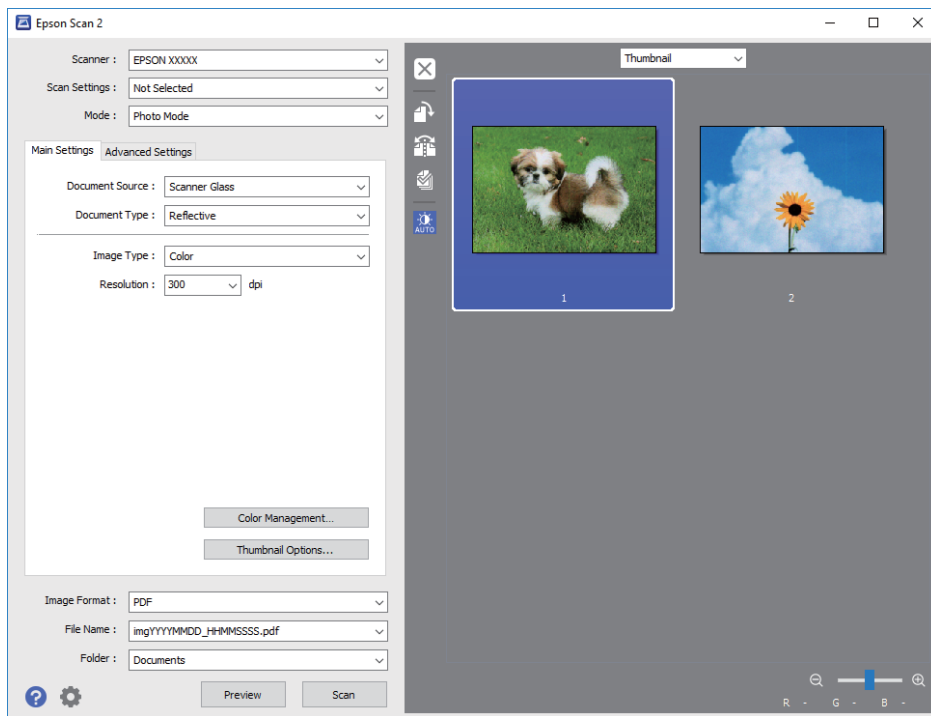 Epson Scan 2
Scanner : EPSON XXXXX
Scan Settings : Not Selected
Mode : Photo Mode
Main Settings Advanced Settings
Document Source : Scanner Glass
Document Type : Reflective
Image Type : Color
Resolution : 300 dpi
Color Management...
Thumbnail Options...
Image Format : PDF
File Name : imgYYYYMMDD_HHMMSSSS.pdf
Folder : Documents
? Preview Scan
Thumbnail
AUTO
1 2
R - G - B -